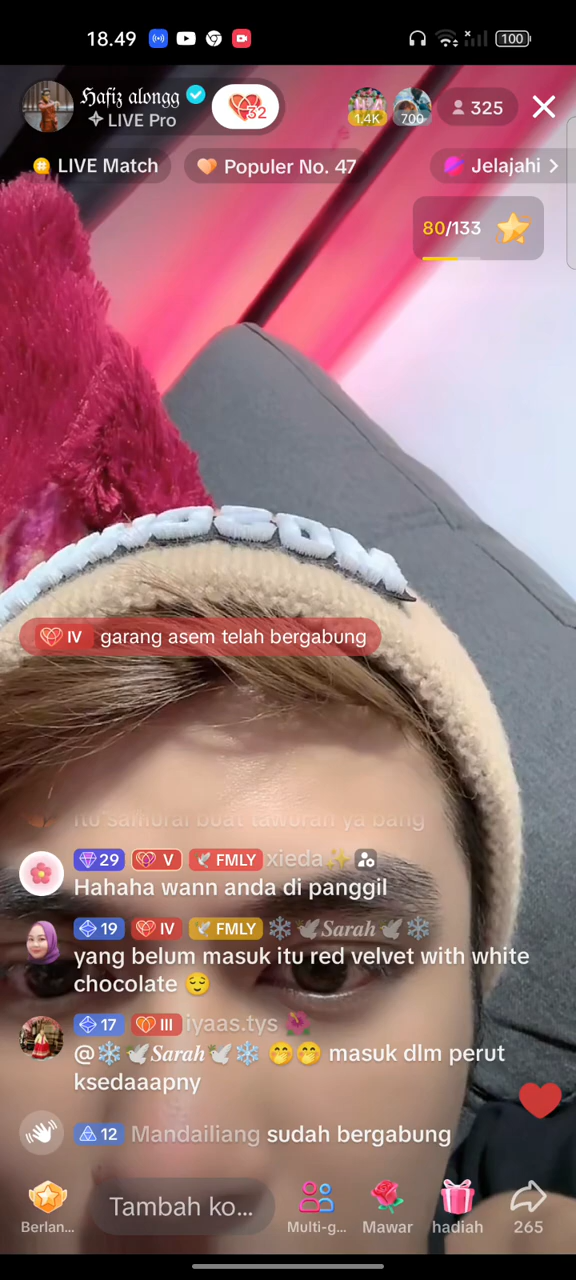 18.49
100
ℌ𝔞𝔣𝔦𝔷 𝔞𝔩𝔬𝔫𝔤𝔤
LIVE Pro
32
1.4K
700
325
LIVE Match
Populer No. 47
Jelajahi >
80/133
IV garang asem telah bergabung
itu samurai buat tawuran ya bang
29 V FMLY xieda✨
Hahaha wann anda di panggil
19 IV FMLY ❄️🕊️𝑺𝒂𝒓𝒂𝒉🕊️❄️
yang belum masuk itu red velvet with white
chocolate 😌
17 III iyaas.tys 🌺
@❄️🕊️𝑺𝒂𝒓𝒂𝒉🕊️❄️ 🤭🤭 masuk dlm perut
ksedaaapny
12 Mandailiang sudah bergabung
Tambah ko...
Berlan...
Multi-g...
Mawar
hadiah
265